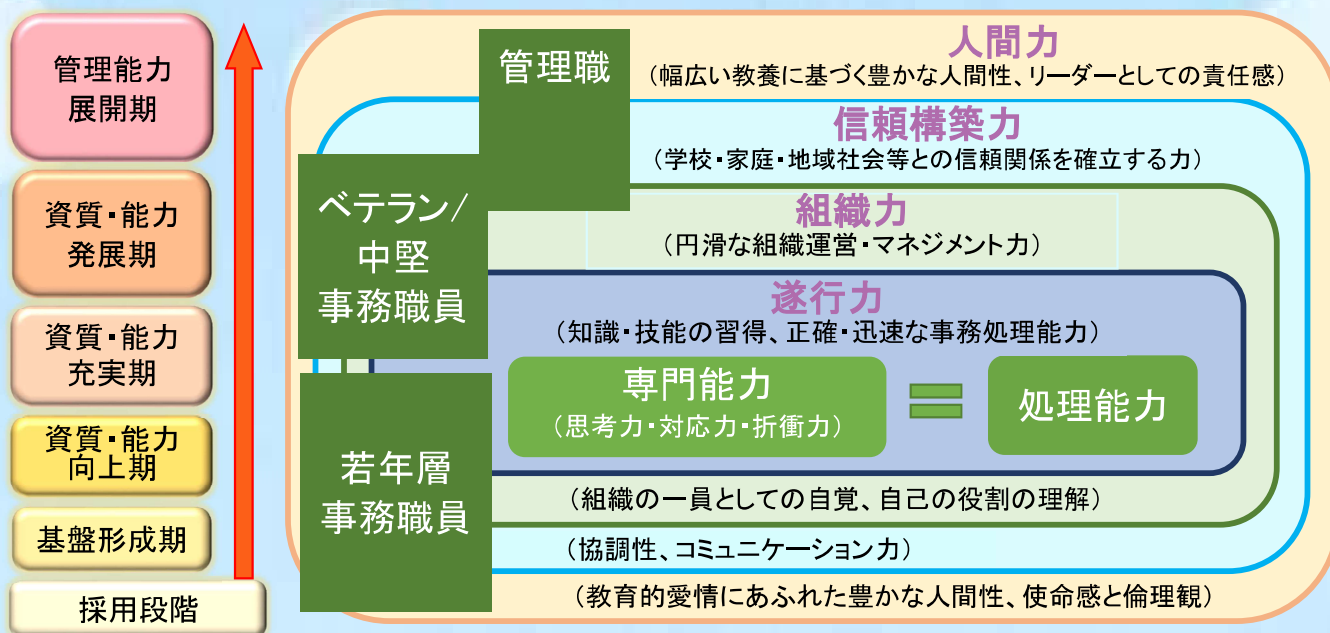 管理能力
展開期
資質・能力
発展期
資質・能力
充実期
資質・能力
向上期
基盤形成期
採用段階
管理職
ベテラン/
中堅
事務職員
若年層
事務職員
人間力
（幅広い教養に基づく豊かな人間性、リーダーとしての責任感）
信頼構築力
（学校・家庭・地域社会等との信頼関係を確立する力）
組織力
（円滑な組織運営・マネジメント力）
遂行力
（知識・技能の習得、正確・迅速な事務処理能力）
専門能力
（思考力・対応力・折衝力）
＝
処理能力
（組織の一員としての自覚、自己の役割の理解）
（協調性、コミュニケーション力）
（教育的愛情にあふれた豊かな人間性、使命感と倫理観）